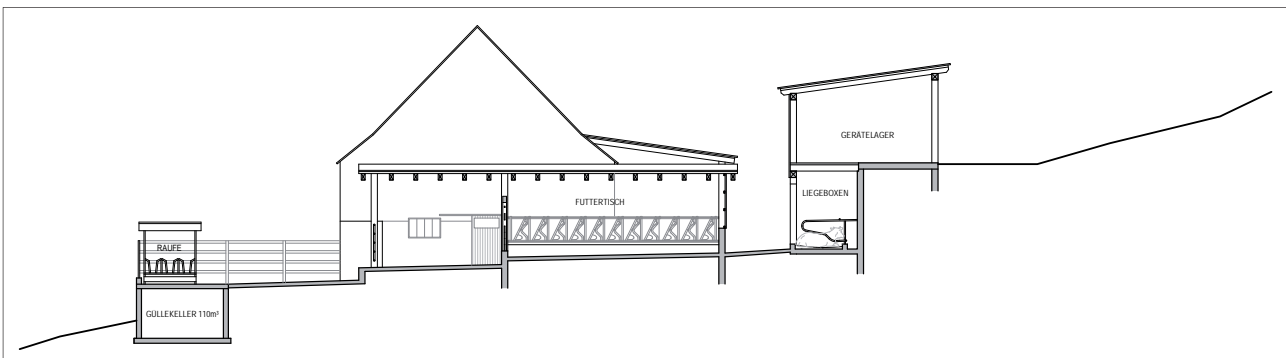 GERÄTELAGER
LIEGEBOXEN
FUTTERTISCH
RAUFE
GÜLLEKELLER 110m³